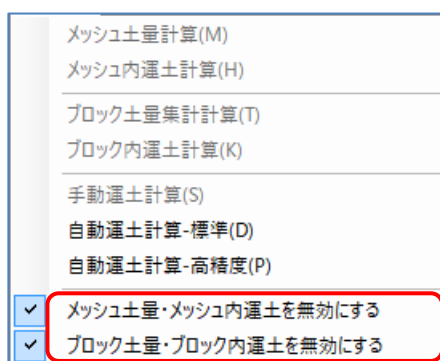 メッシュ土量計算(M)
メッシュ内運土計算(H)
ブロック土量集計計算(T)
ブロック内運土計算(K)
手動運土計算(S)
自動運土計算-標準(D)
自動運土計算-高精度(P)
メッシュ土量・メッシュ内運土を無効にする
ブロック土量・ブロック内運土を無効にする